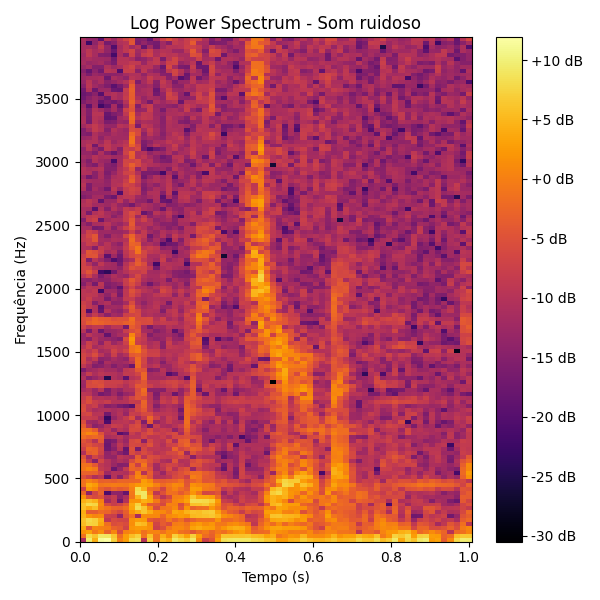 Log Power Spectrum - Som ruidoso
Frequência (Hz)
3500
3000
2500
2000
1500
1000
500
0
0.0 0.2 0.4 0.6 0.8 1.0
Tempo (s)
+10 dB
+5 dB
+0 dB
-5 dB
-10 dB
-15 dB
-20 dB
-25 dB
-30 dB